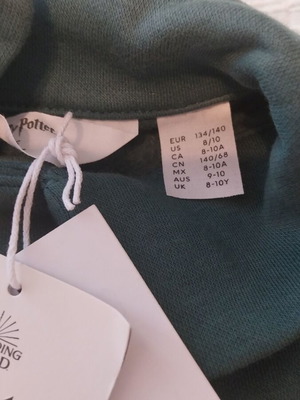 y Potter
EUR 134/140
US 8/10
CA 8-10A
CN 140/68
MX 8-10A
AUS 9-10
UK 8-10Y
DING
D